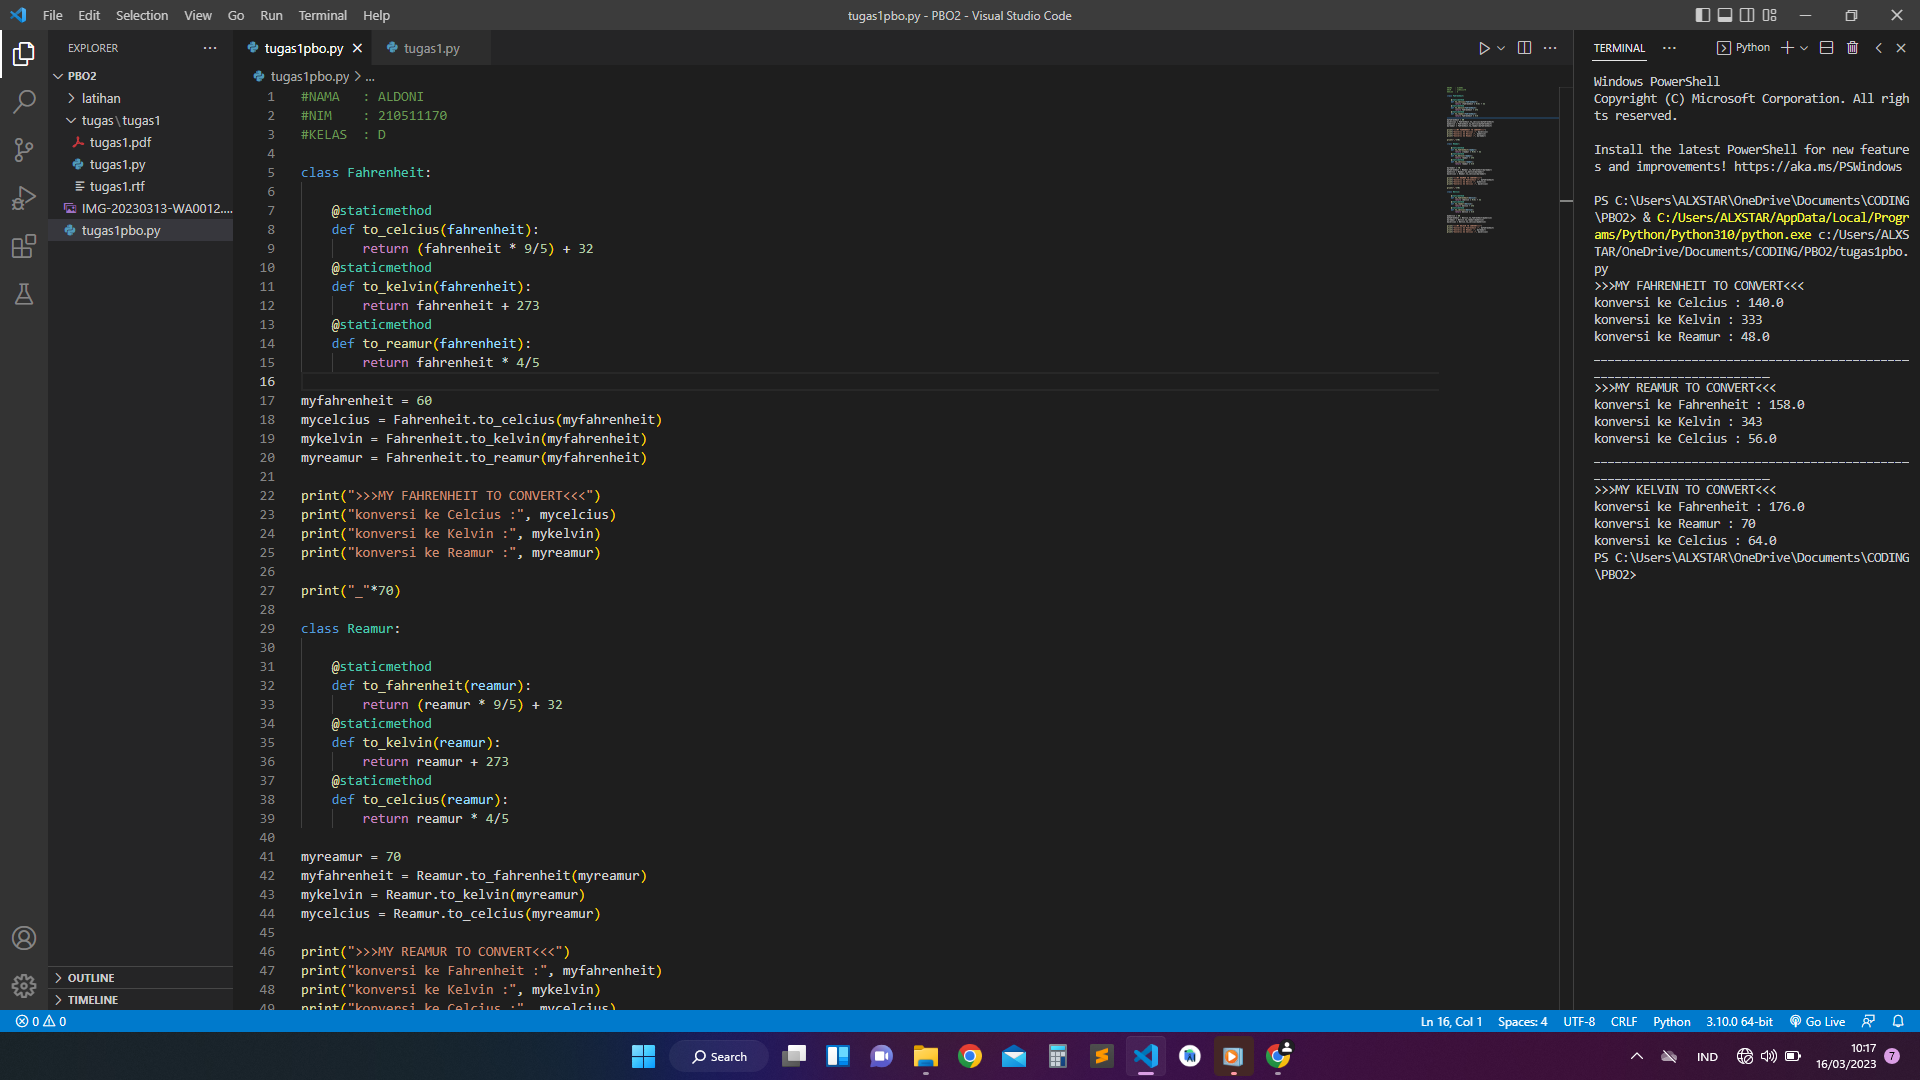 File Edit Selection View Go Run Terminal Help
tugas1pbo.py - PBO2 - Visual Studio Code
EXPLORER
PBO2
latihan
tugas\tugas1
tugas1.pdf
tugas1.py
tugas1.rtf
IMG-20230313-WA0012....
tugas1pbo.py
OUTLINE
TIMELINE
tugas1pbo.py
tugas1.py
tugas1pbo.py > ...
1 #NAMA   : ALDONI
2 #NIM    : 210511170
3 #KELAS  : D
4
5 class Fahrenheit:
6
7     @staticmethod
8     def to_celcius(fahrenheit):
9         return (fahrenheit * 9/5) + 32
10     @staticmethod
11     def to_kelvin(fahrenheit):
12         return fahrenheit + 273
13     @staticmethod
14     def to_reamur(fahrenheit):
15         return fahrenheit * 4/5
16
17 myfahrenheit = 60
18 mycelcius = Fahrenheit.to_celcius(myfahrenheit)
19 mykelvin = Fahrenheit.to_kelvin(myfahrenheit)
20 myreamur = Fahrenheit.to_reamur(myfahrenheit)
21
22 print(">>>MY FAHRENHEIT TO CONVERT<<<")
23 print("konversi ke Celcius :", mycelcius)
24 print("konversi ke Kelvin :", mykelvin)
25 print("konversi ke Reamur :", myreamur)
26
27 print("_"*70)
28
29 class Reamur:
30
31     @staticmethod
32     def to_fahrenheit(reamur):
33         return (reamur * 9/5) + 32
34     @staticmethod
35     def to_kelvin(reamur):
36         return reamur + 273
37     @staticmethod
38     def to_celcius(reamur):
39         return reamur * 4/5
40
41 myreamur = 70
42 myfahrenheit = Reamur.to_fahrenheit(myreamur)
43 mykelvin = Reamur.to_kelvin(myreamur)
44 mycelcius = Reamur.to_celcius(myreamur)
45
46 print(">>>MY REAMUR TO CONVERT<<<")
47 print("konversi ke Fahrenheit :", myfahrenheit)
48 print("konversi ke Kelvin :", mykelvin)
49 print("konversi ke Celcius :", mycelcius)
TERMINAL
Python
Windows PowerShell
Copyright (C) Microsoft Corporation. All righ
ts reserved.
Install the latest PowerShell for new feature
s and improvements! https://aka.ms/PSWindows
PS C:\Users\ALXSTAR\OneDrive\Documents\CODING
\PBO2> & C:/Users/ALXSTAR/AppData/Local/Progr
ams/Python/Python310/python.exe c:/Users/ALXS
TAR/OneDrive/Documents/CODING/PBO2/tugas1pbo.
py
>>>MY FAHRENHEIT TO CONVERT<<<
konversi ke Celcius : 140.0
konversi ke Kelvin : 333
konversi ke Reamur : 48.0
_____________________________________________
_________________________
>>>MY REAMUR TO CONVERT<<<
konversi ke Fahrenheit : 158.0
konversi ke Kelvin : 343
konversi ke Celcius : 56.0
_____________________________________________
_________________________
>>>MY KELVIN TO CONVERT<<<
konversi ke Fahrenheit : 176.0
konversi ke Reamur : 70
konversi ke Celcius : 64.0
PS C:\Users\ALXSTAR\OneDrive\Documents\CODING
\PBO2>
0 0
Ln 16, Col 1 Spaces: 4 UTF-8 CRLF Python 3.10.0 64-bit Go Live
Search
IND
10:17
16/03/2023
7